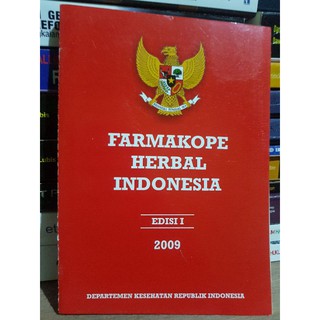 FARMAKOPE
HERBAL
INDONESIA
EDISI I
2009
DEPARTEMEN KESEHATAN REPUBLIK INDONESIA